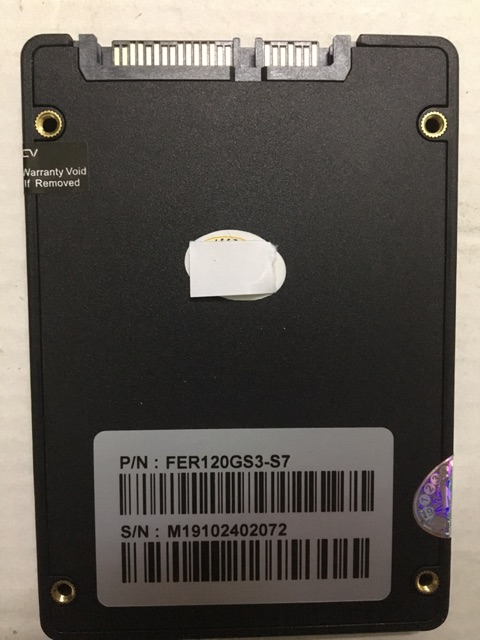 CV
Warranty Void
If Removed
P/N : FER120GS3-S7
S/N : M19102402072